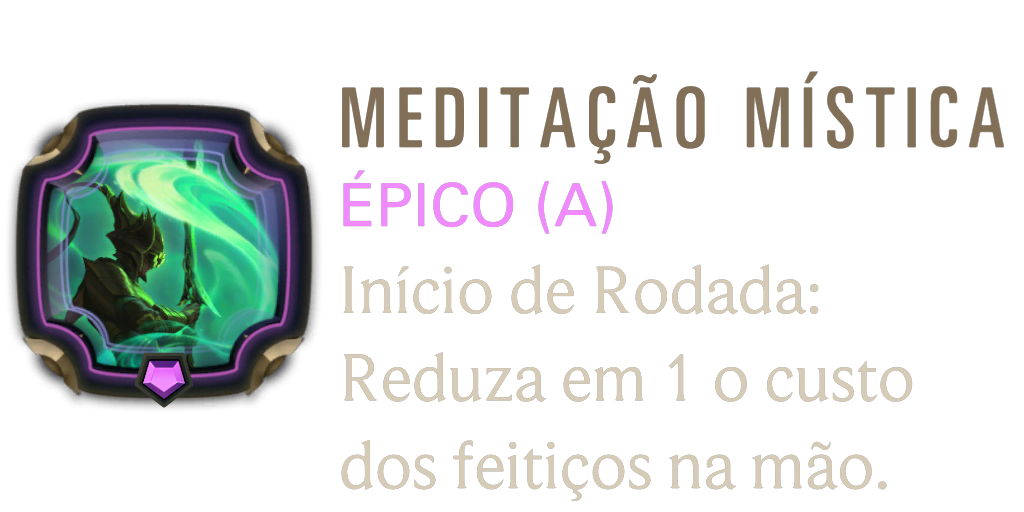 MEDITAÇÃO MÍSTICA
ÉPICO (A)
Início de Rodada:
Reduza em 1 o custo
dos feitiços na mão.